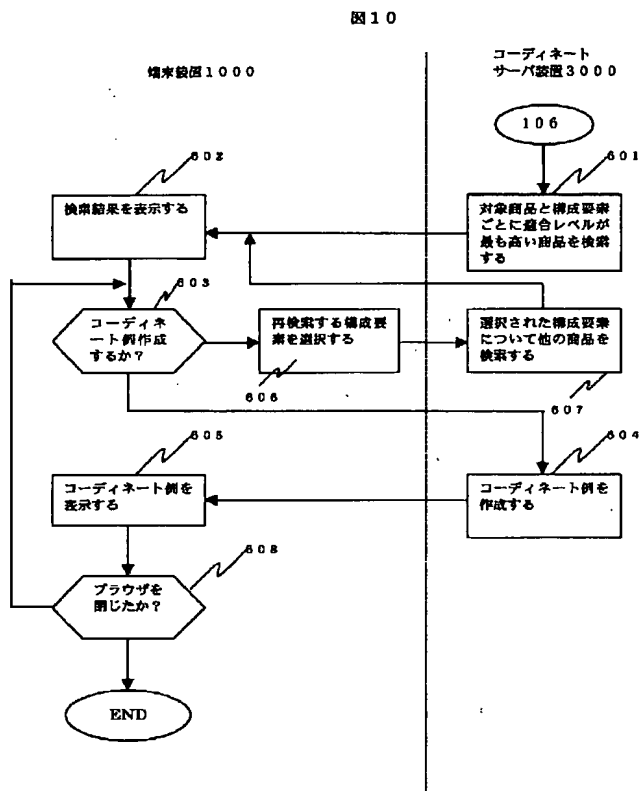 図10
端末装置1000
コーディネート
サーバ装置3000
106
602
検索結果を表示する
601
対象商品と構成要素
ごとに適合レベルが
最も高い商品を検索
する
603
コーディネ
ート例作成
するか?
再検索する構成要
素を選択する
606
選択された構成要素
について他の商品を
検索する
607
605
コーディネート例を
表示する
604
コーディネート例を
作成する
608
ブラウザを
閉じたか?
END